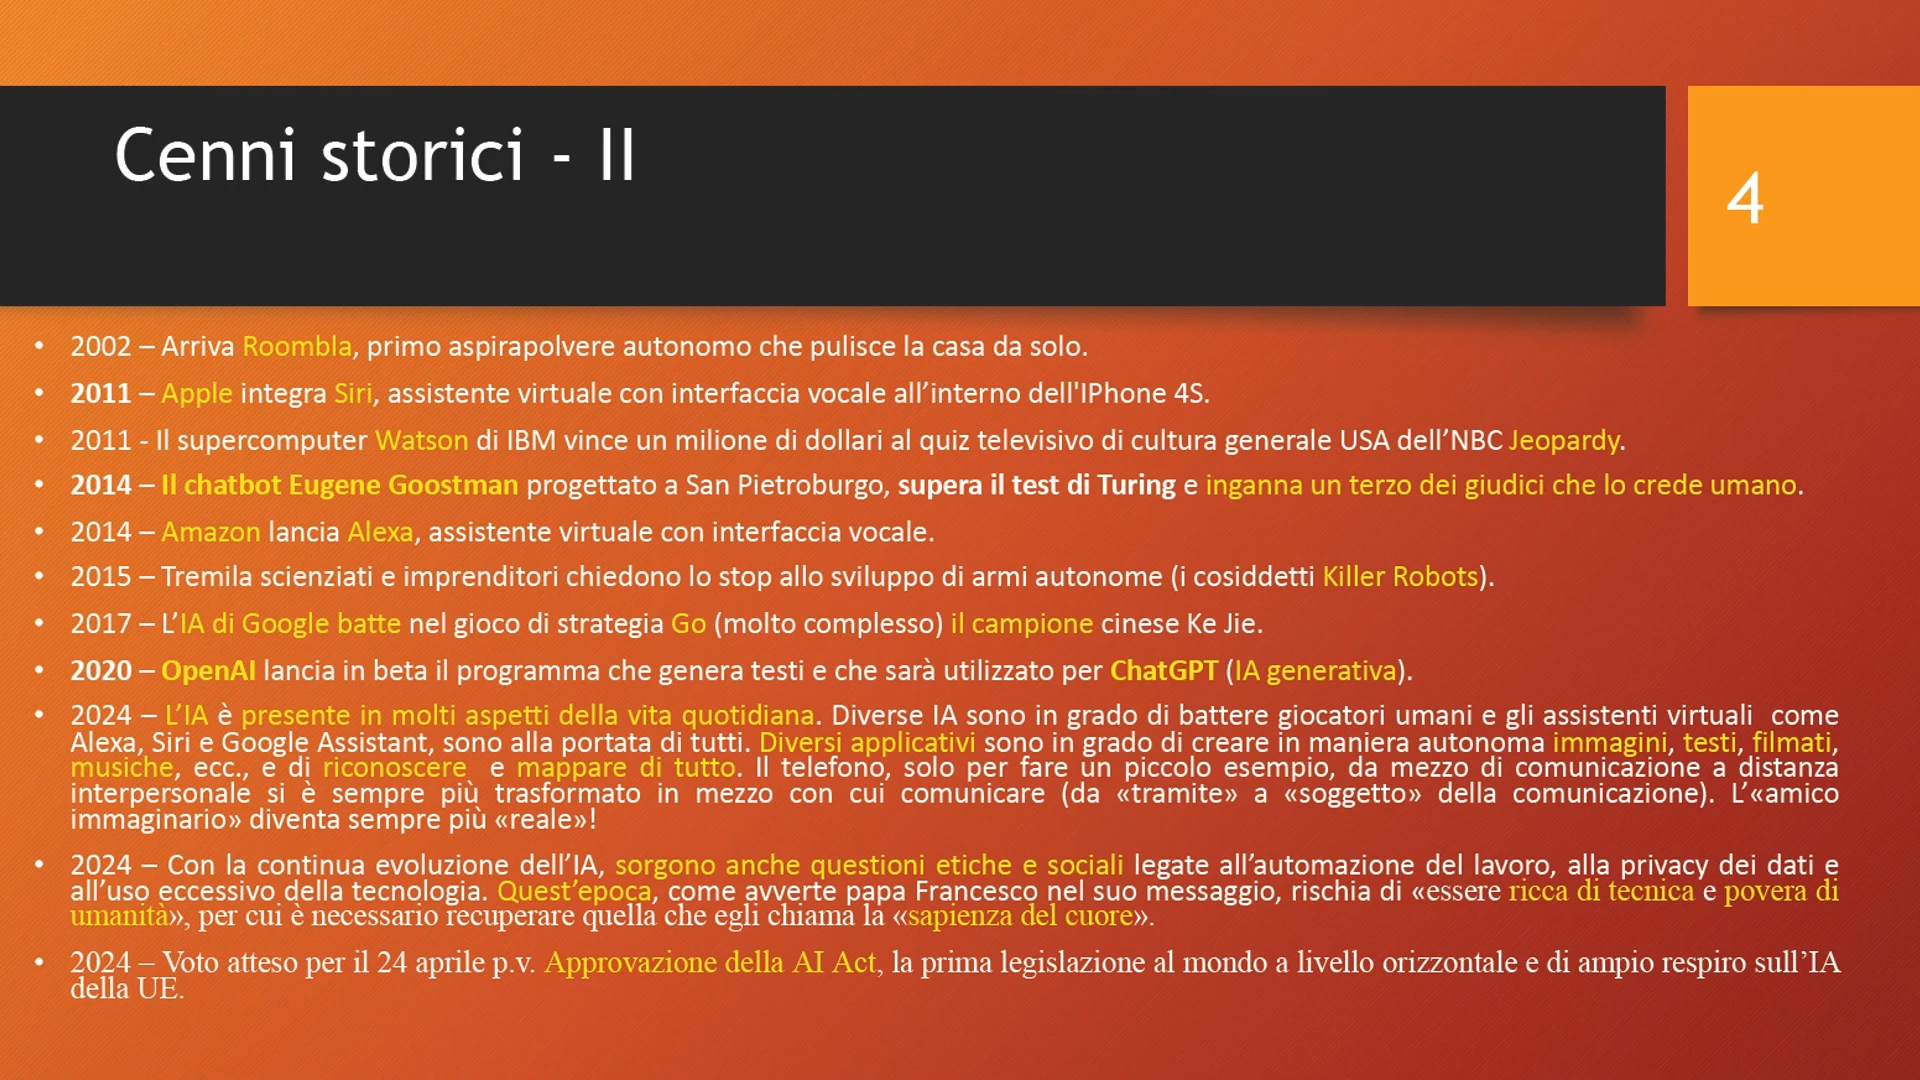 Cenni storici - II
4
• 2002 – Arriva Roombla, primo aspirapolvere autonomo che pulisce la casa da solo.
• 2011 – Apple integra Siri, assistente virtuale con interfaccia vocale all’interno dell'IPhone 4S.
• 2011 - Il supercomputer Watson di IBM vince un milione di dollari al quiz televisivo di cultura generale USA dell’NBC Jeopardy.
• 2014 – Il chatbot Eugene Goostman progettato a San Pietroburgo, supera il test di Turing e inganna un terzo dei giudici che lo crede umano.
• 2014 – Amazon lancia Alexa, assistente virtuale con interfaccia vocale.
• 2015 – Tremila scienziati e imprenditori chiedono lo stop allo sviluppo di armi autonome (i cosiddetti Killer Robots).
• 2017 – L’IA di Google batte nel gioco di strategia Go (molto complesso) il campione cinese Ke Jie.
• 2020 – OpenAI lancia in beta il programma che genera testi e che sarà utilizzato per ChatGPT (IA generativa).
• 2024 – L’IA è presente in molti aspetti della vita quotidiana. Diverse IA sono in grado di battere giocatori umani e gli assistenti virtuali come
Alexa, Siri e Google Assistant, sono alla portata di tutti. Diversi applicativi sono in grado di creare in maniera autonoma immagini, testi, filmati,
musiche, ecc., e di riconoscere e mappare di tutto. Il telefono, solo per fare un piccolo esempio, da mezzo di comunicazione a distanza
interpersonale si è sempre più trasformato in mezzo con cui comunicare (da «tramite» a «soggetto» della comunicazione). L’«amico
immaginario» diventa sempre più «reale»!
• 2024 – Con la continua evoluzione dell’IA, sorgono anche questioni etiche e sociali legate all’automazione del lavoro, alla privacy dei dati e
all’uso eccessivo della tecnologia. Quest’epoca, come avverte papa Francesco nel suo messaggio, rischia di «essere ricca di tecnica e povera di
umanità», per cui è necessario recuperare quella che egli chiama la «sapienza del cuore».
• 2024 – Voto atteso per il 24 aprile p.v. Approvazione della AI Act, la prima legislazione al mondo a livello orizzontale e di ampio respiro sull’IA
della UE.